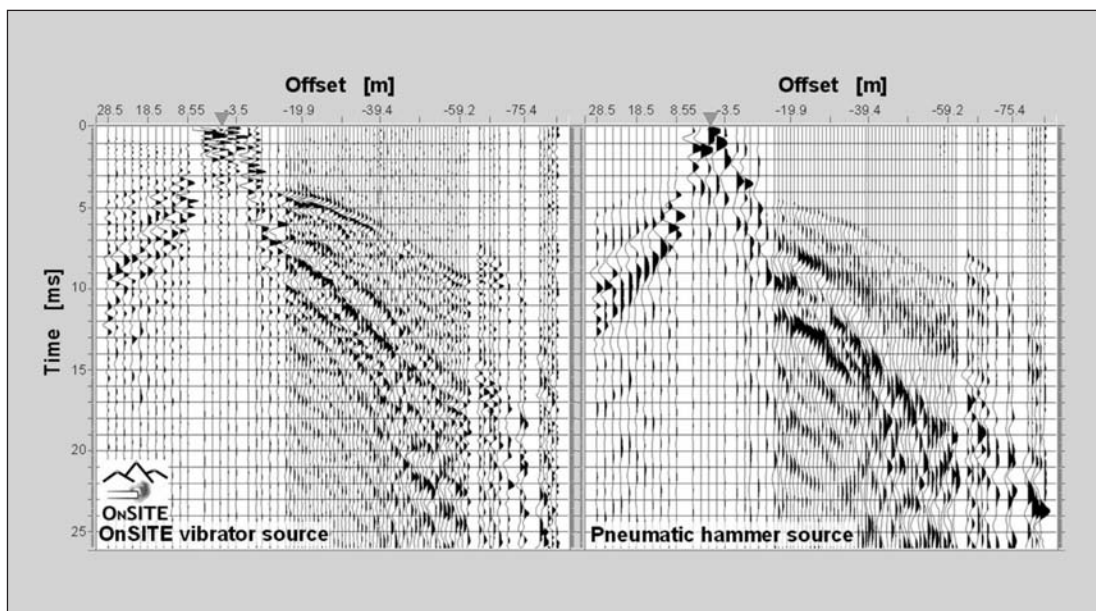 Offset [m]
28.5 18.5 8.55 -3.5 -19.9 -39.4 -59.2 -75.4
Offset [m]
28.5 18.5 8.55 -3.5 -19.9 -39.4 -59.2 -75.4
Time [ms]
0
5
10
15
20
25
ONSITE
OnSITE vibrator source
Pneumatic hammer source